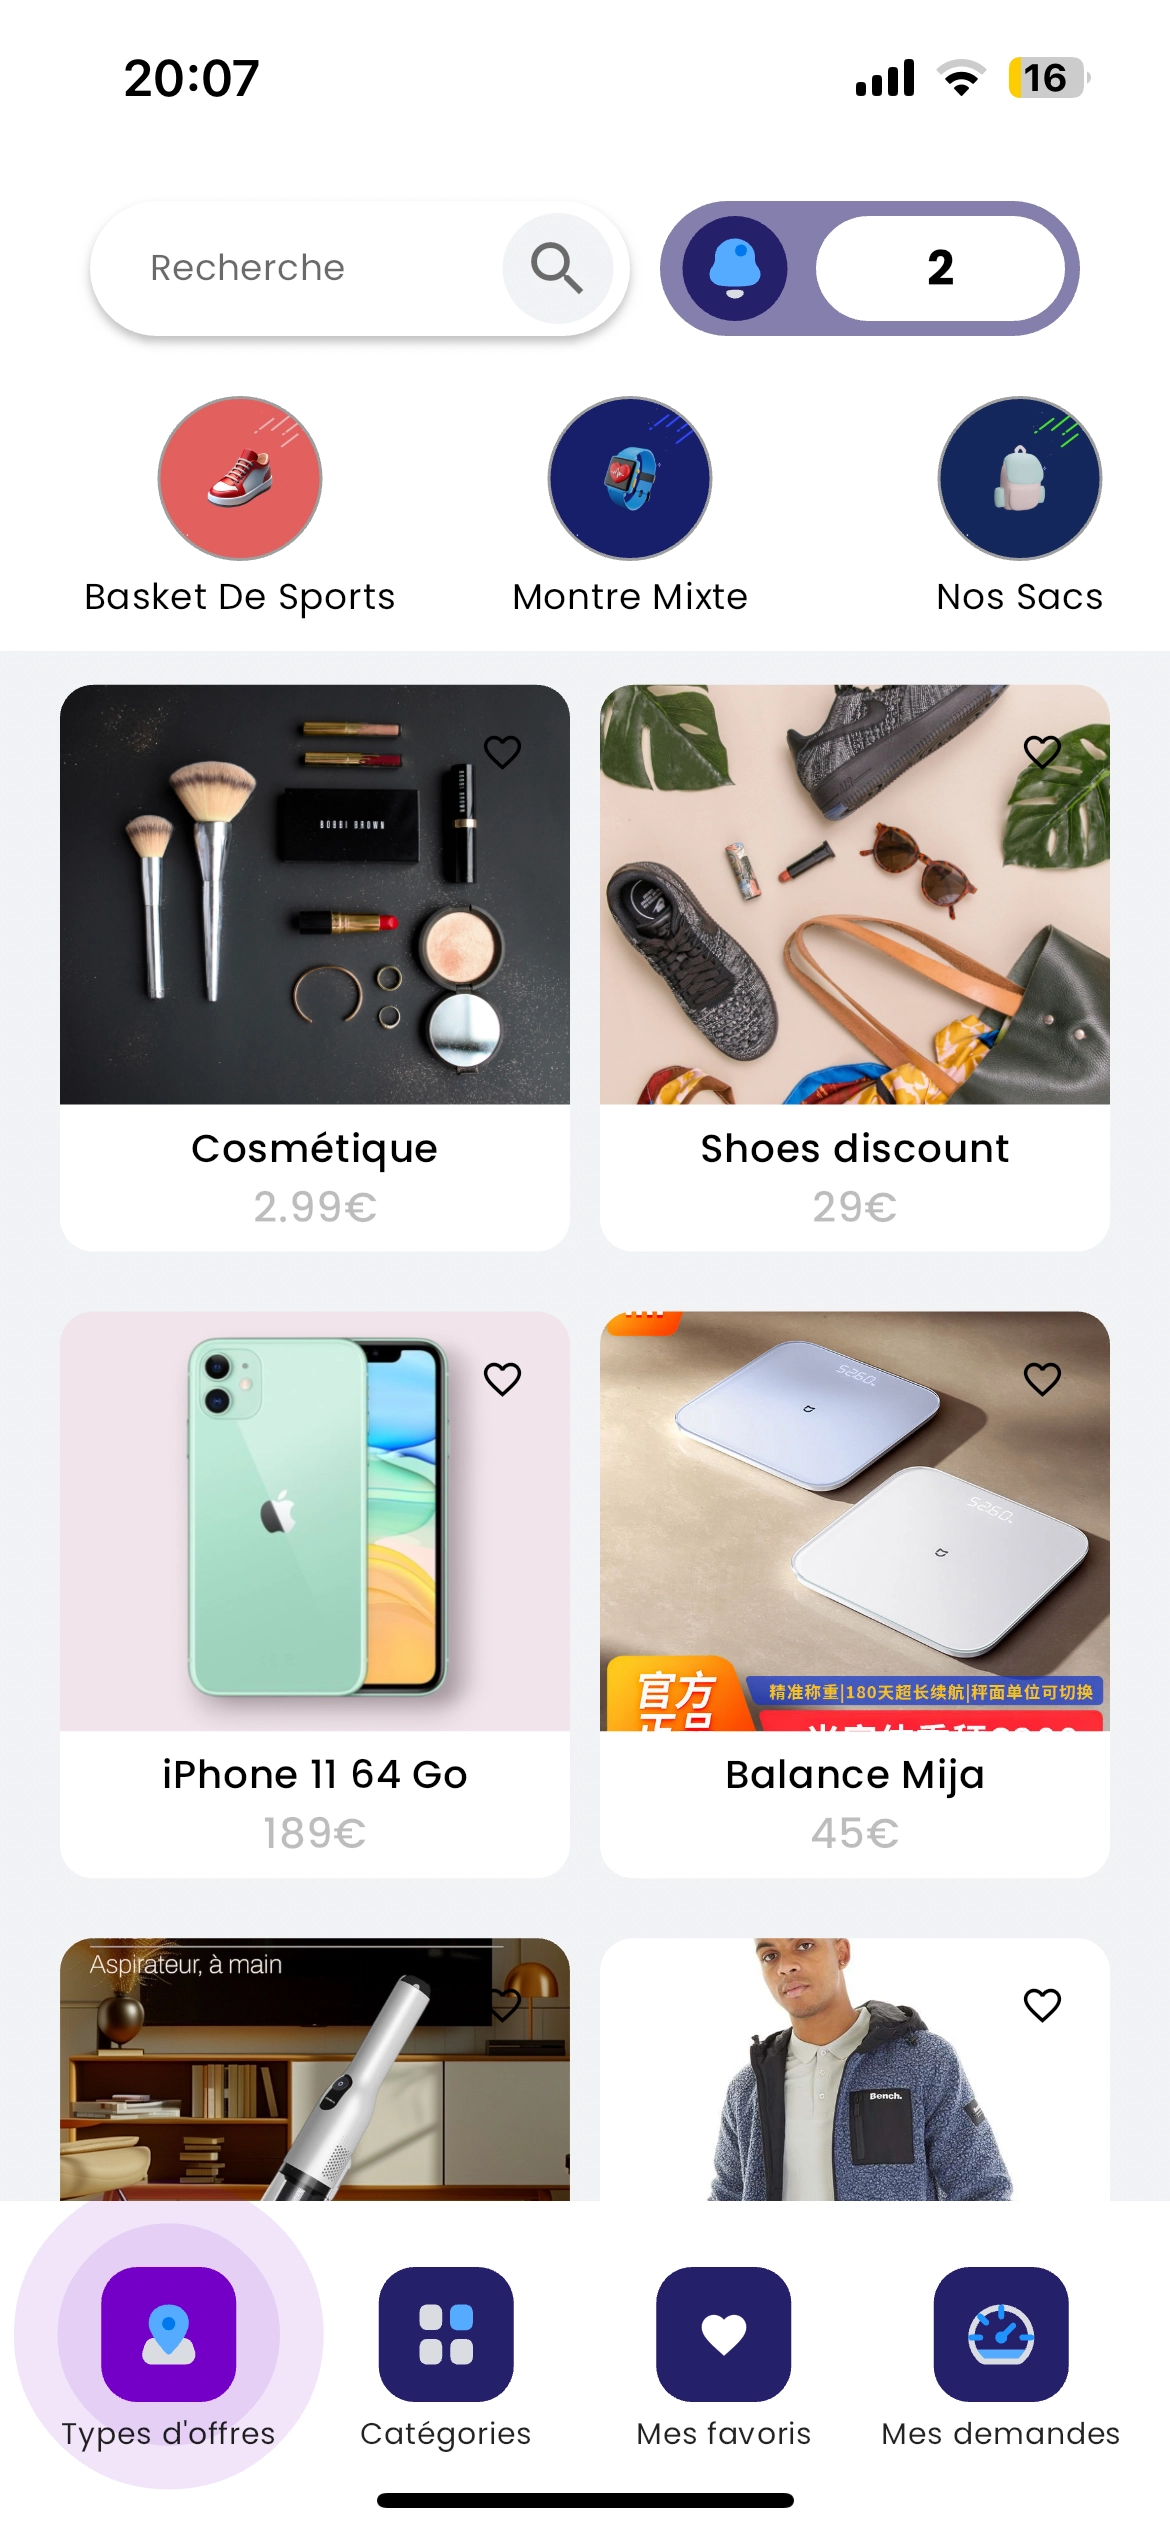 20:07
16
Recherche
2
Basket De Sports
Montre Mixte
Nos Sacs
BOBBI BROWN
Cosmétique
2.99€
Shoes discount
29€
官方
正品
精准称重|180天超长续航|秤面单位可切换
iPhone 11 64 Go
189€
Balance Mija
45€
Aspirateur, à main
Bench.
Types d'offres
Catégories
Mes favoris
Mes demandes